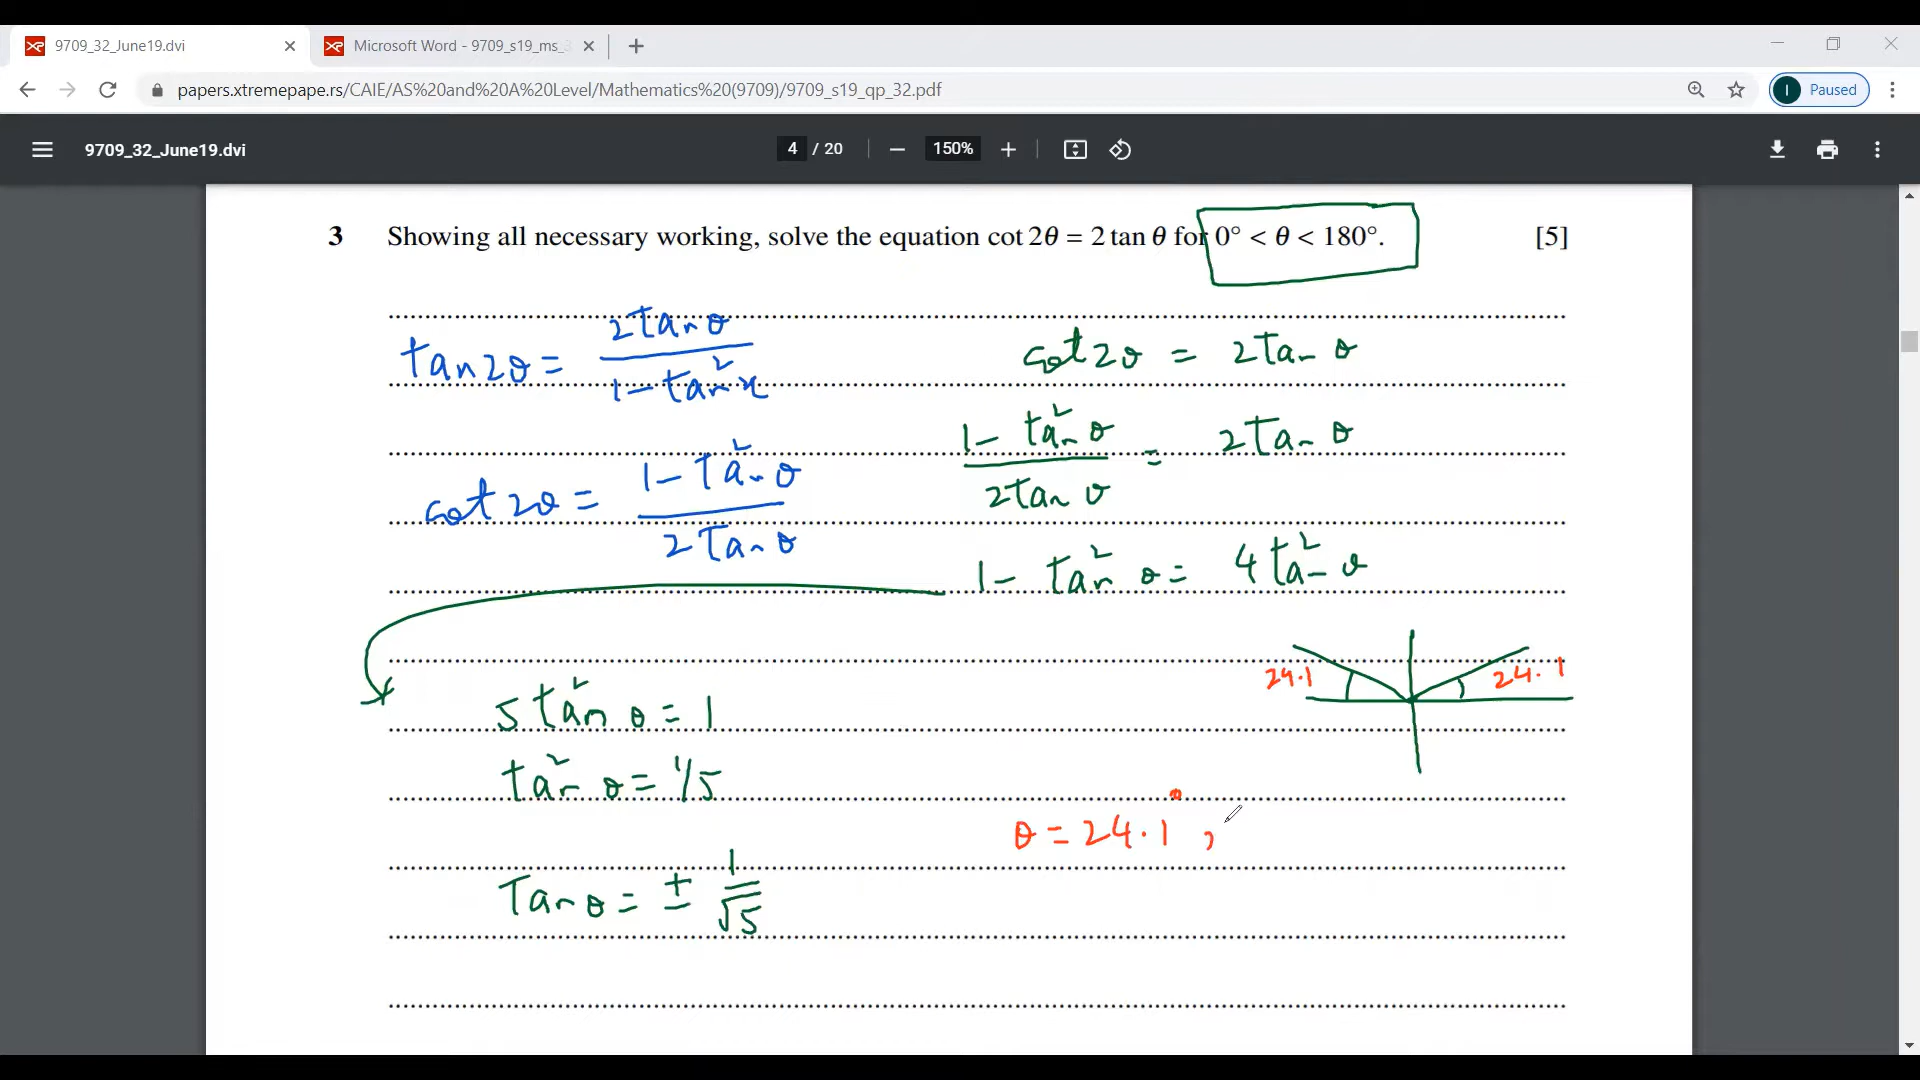 9709_32_June19.dvi
Microsoft Word - 9709_s19_ms_3
papers.xtremepape.rs/CAIE/AS%20and%20A%20Level/Mathematics%20(9709)/9709_s19_qp_32.pdf
I Paused
9709_32_June19.dvi
4 / 20
150%
3 Showing all necessary working, solve the equation cot 2θ = 2 tan θ for 0° < θ < 180°. [5]
tan2θ = 2tanθ / 1-tan²x
cot2θ = 1-tan²θ / 2Tanθ
cot2θ = 2Tanθ
1-tan²θ / 2tanθ = 2Tanθ
1-tan²θ = 4tan²θ
5tan²θ = 1
tan²θ = 1/5
Tanθ = ± 1/√5
24.1
24.1
θ = 24.1° ,